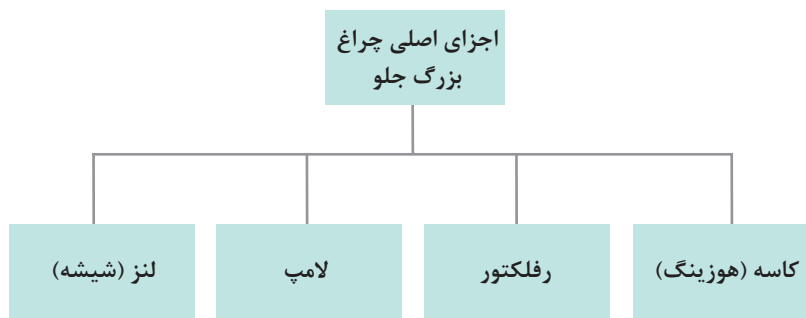 اجزای اصلی چراغ
بزرگ جلو
کاسه (هوزینگ)
رفلکتور
لامپ
لنز (شیشه)